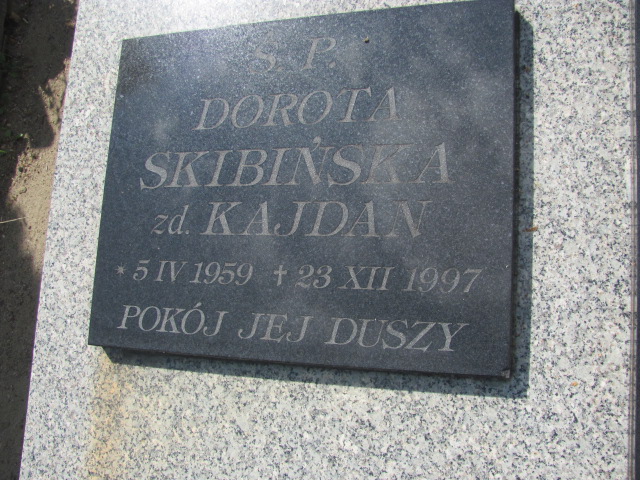 Ś. P.
DOROTA
SKIBIŃSKA
zd. KAJDAN
* 5 IV 1959 ✝ 23 XII 1997
POKÓJ JEJ DUSZY